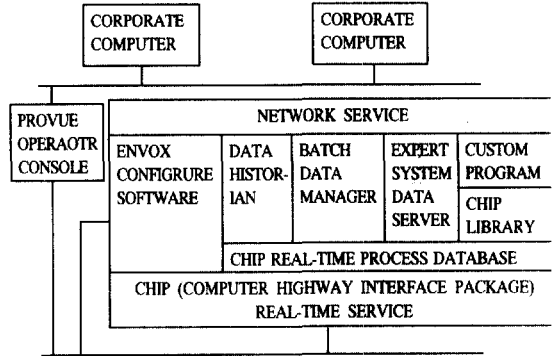 CORPORATE
COMPUTER
CORPORATE
COMPUTER
PROVUE
OPERAOTR
CONSOLE
NETWORK SERVICE
ENVOX
CONFIGRURE
SOFTWARE
DATA
HISTOR-
IAN
BATCH
DATA
MANAGER
EXPERT
SYSTEM
DATA
SERVER
CUSTOM
PROGRAM
CHIP
LIBRARY
CHIP REAL-TIME PROCESS DATABASE
CHIP (COMPUTER HIGHWAY INTERFACE PACKAGE)
REAL-TIME SERVICE